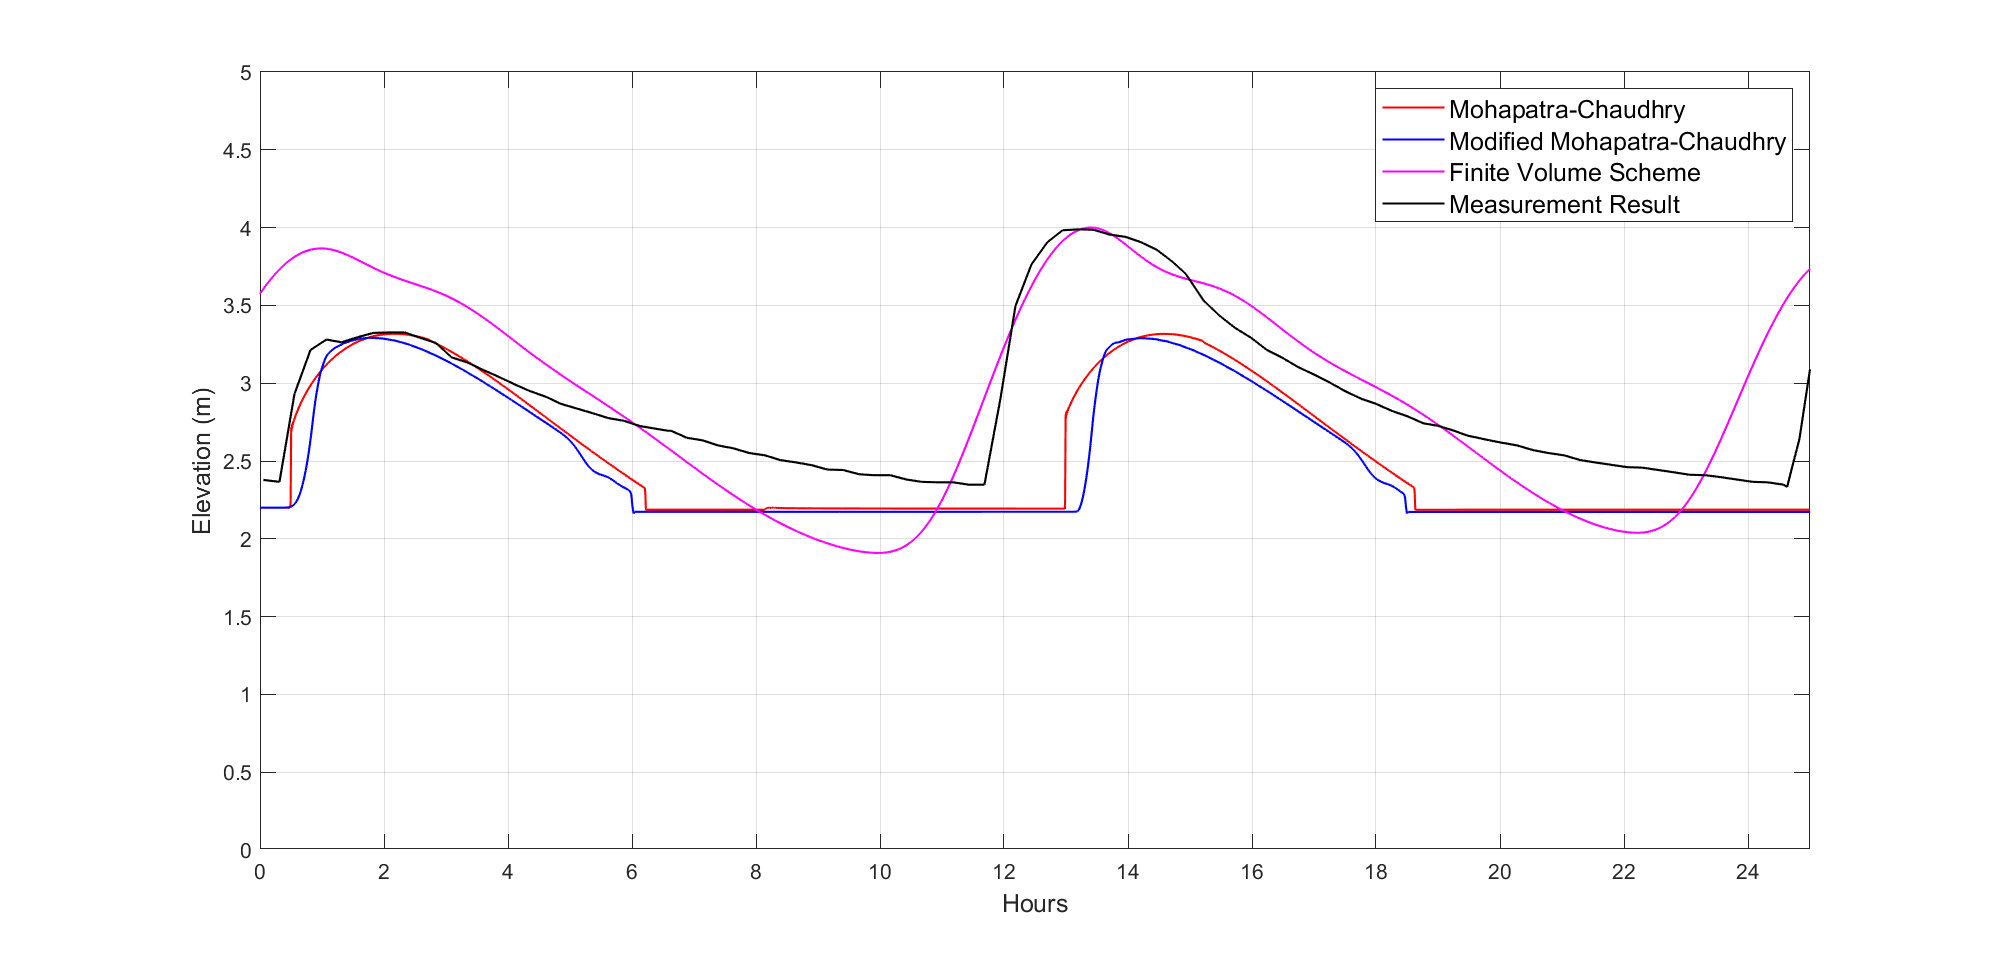 5
4.5
4
3.5
3
2.5
2
1.5
1
0.5
0
Elevation (m)
Mohapatra-Chaudhry
Modified Mohapatra-Chaudhry
Finite Volume Scheme
Measurement Result
0 2 4 6 8 10 12 14 16 18 20 22 24
Hours